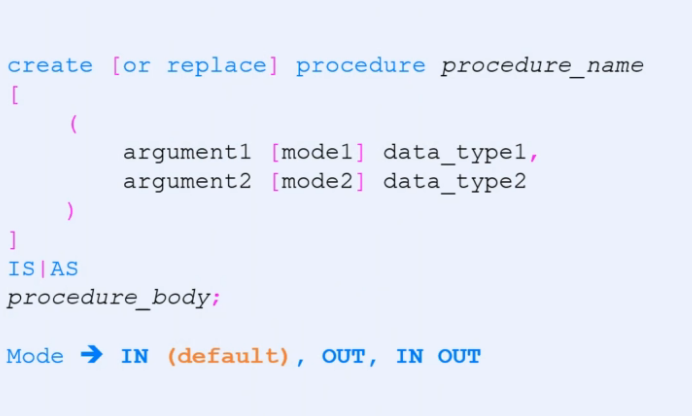 create [or replace] procedure procedure_name
[
(
argument1 [mode1] data_type1,
argument2 [mode2] data_type2
)
]
IS|AS
procedure_body;
Mode ➔ IN (default), OUT, IN OUT